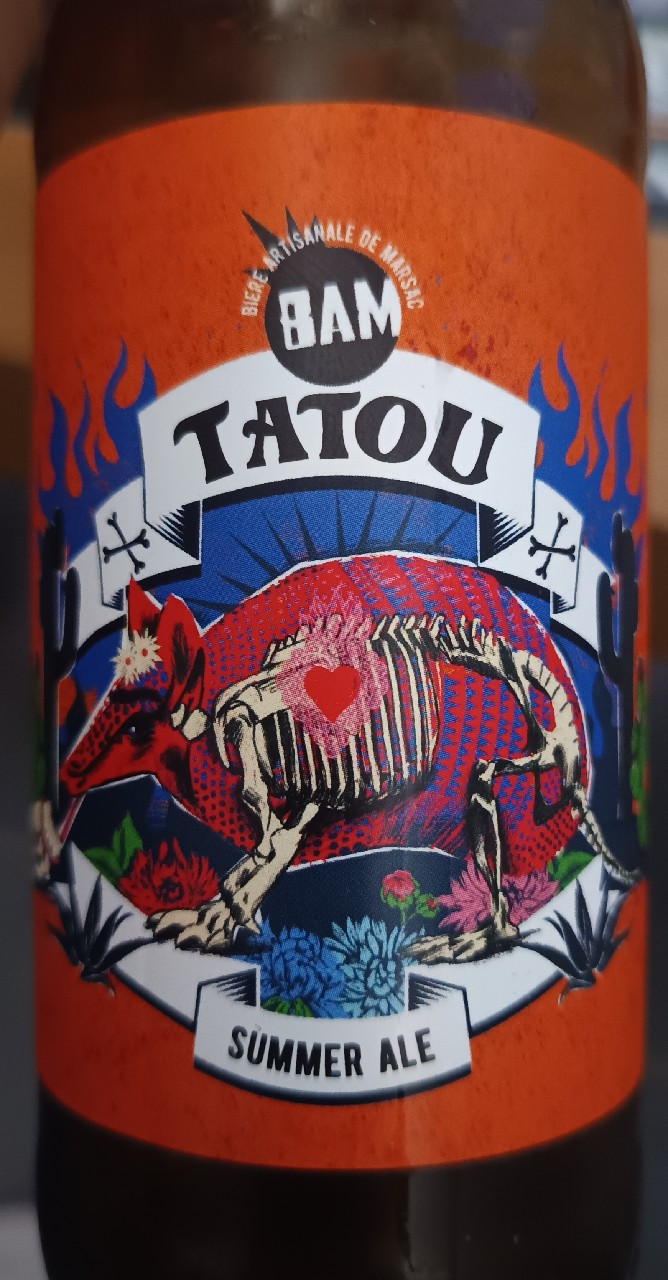 BIERE ARTISANALE DE MARSAC
BAM
TATOU
SUMMER ALE